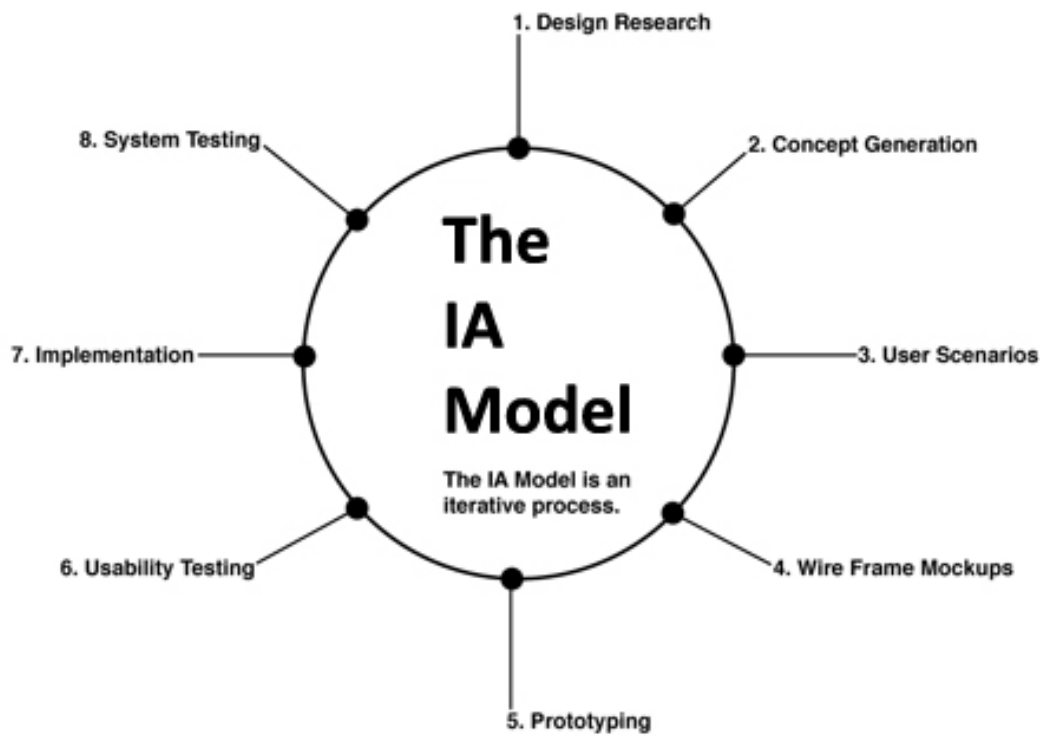 1. Design Research
2. Concept Generation
3. User Scenarios
4. Wire Frame Mockups
5. Prototyping
6. Usability Testing
7. Implementation
8. System Testing
The
IA
Model
The IA Model is an
iterative process.